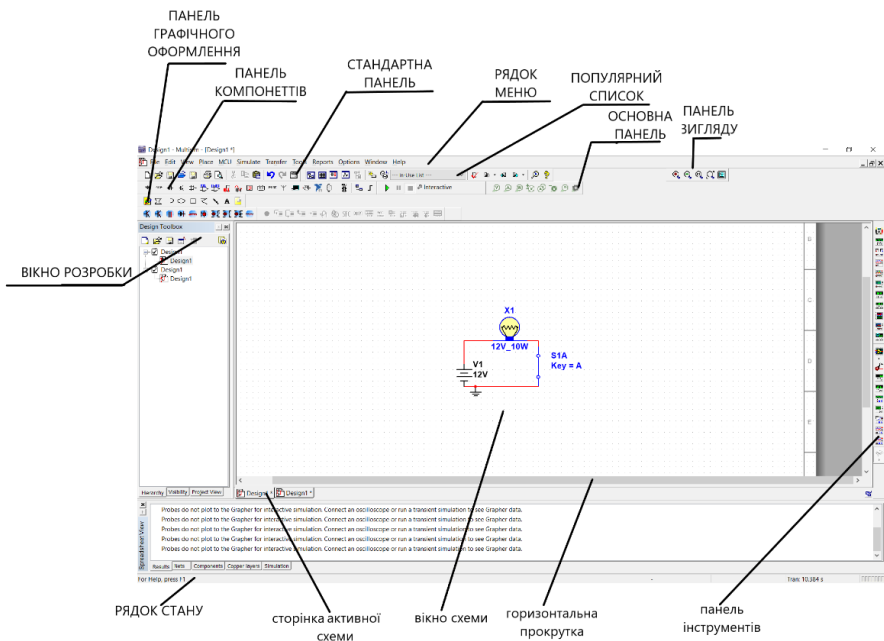 ПАНЕЛЬ
ГРАФІЧНОГО
ОФОРМЛЕННЯ
ПАНЕЛЬ
КОМПОНЕТТІВ
СТАНДАРТНА
ПАНЕЛЬ
РЯДОК
МЕНЮ
ПОПУЛЯРНИЙ
СПИСОК
ОСНОВНА
ПАНЕЛЬ
ПАНЕЛЬ
ЗИГЛЯДУ
Design1 - Multisim - [Design1 *]
File Edit View Place MCU Simulate Transfer Tools Reports Options Window Help
In Use List
Interactive
Design Toolbox
Design1
Design1
Design1
Design1
ВІКНО РОЗРОБКИ
X1
12V_10W
V1
12V
S1A
Key = A
B
C
D
E
Hierarchy Visibility Project View
Design1 * Design1 *
Spreadsheet View
Probes do not plot to the Grapher for interactive simulation. Connect an oscilloscope or run a transient simulation to see Grapher data.
Probes do not plot to the Grapher for interactive simulation. Connect an oscilloscope or run a transient simulation to see Grapher data.
Probes do not plot to the Grapher for interactive simulation. Connect an oscilloscope or run a transient simulation to see Grapher data.
Probes do not plot to the Grapher for interactive simulation. Connect an oscilloscope or run a transient simulation to see Grapher data.
Probes do not plot to the Grapher for interactive simulation. Connect an oscilloscope or run a transient simulation to see Grapher data.
Results Nets Components Copper layers Simulation
For Help, press F1
-
Tran: 10.384 s
РЯДОК СТАНУ
сторінка активної
схеми
вікно схеми
горизонтальна
прокрутка
панель
інструментів